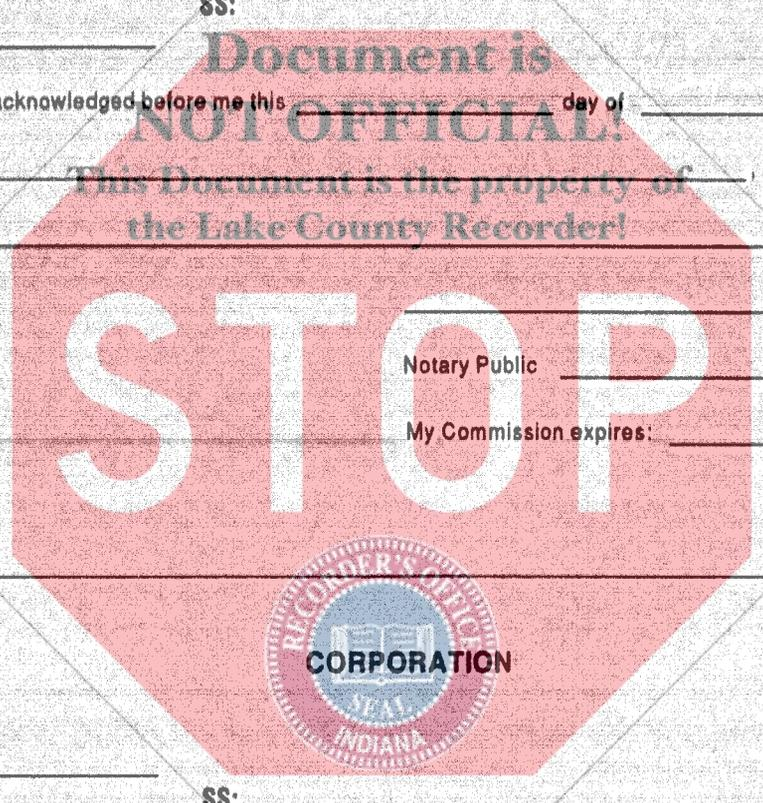 SS:
Document is
acknowledged before me this day of
NOT OFFICIAL!
This Document is the property of
the Lake County Recorder!
STOP
Notary Public
My Commission expires:
RECORDER'S OFFICE
CORPORATION
SEAL
INDIANA
SS: